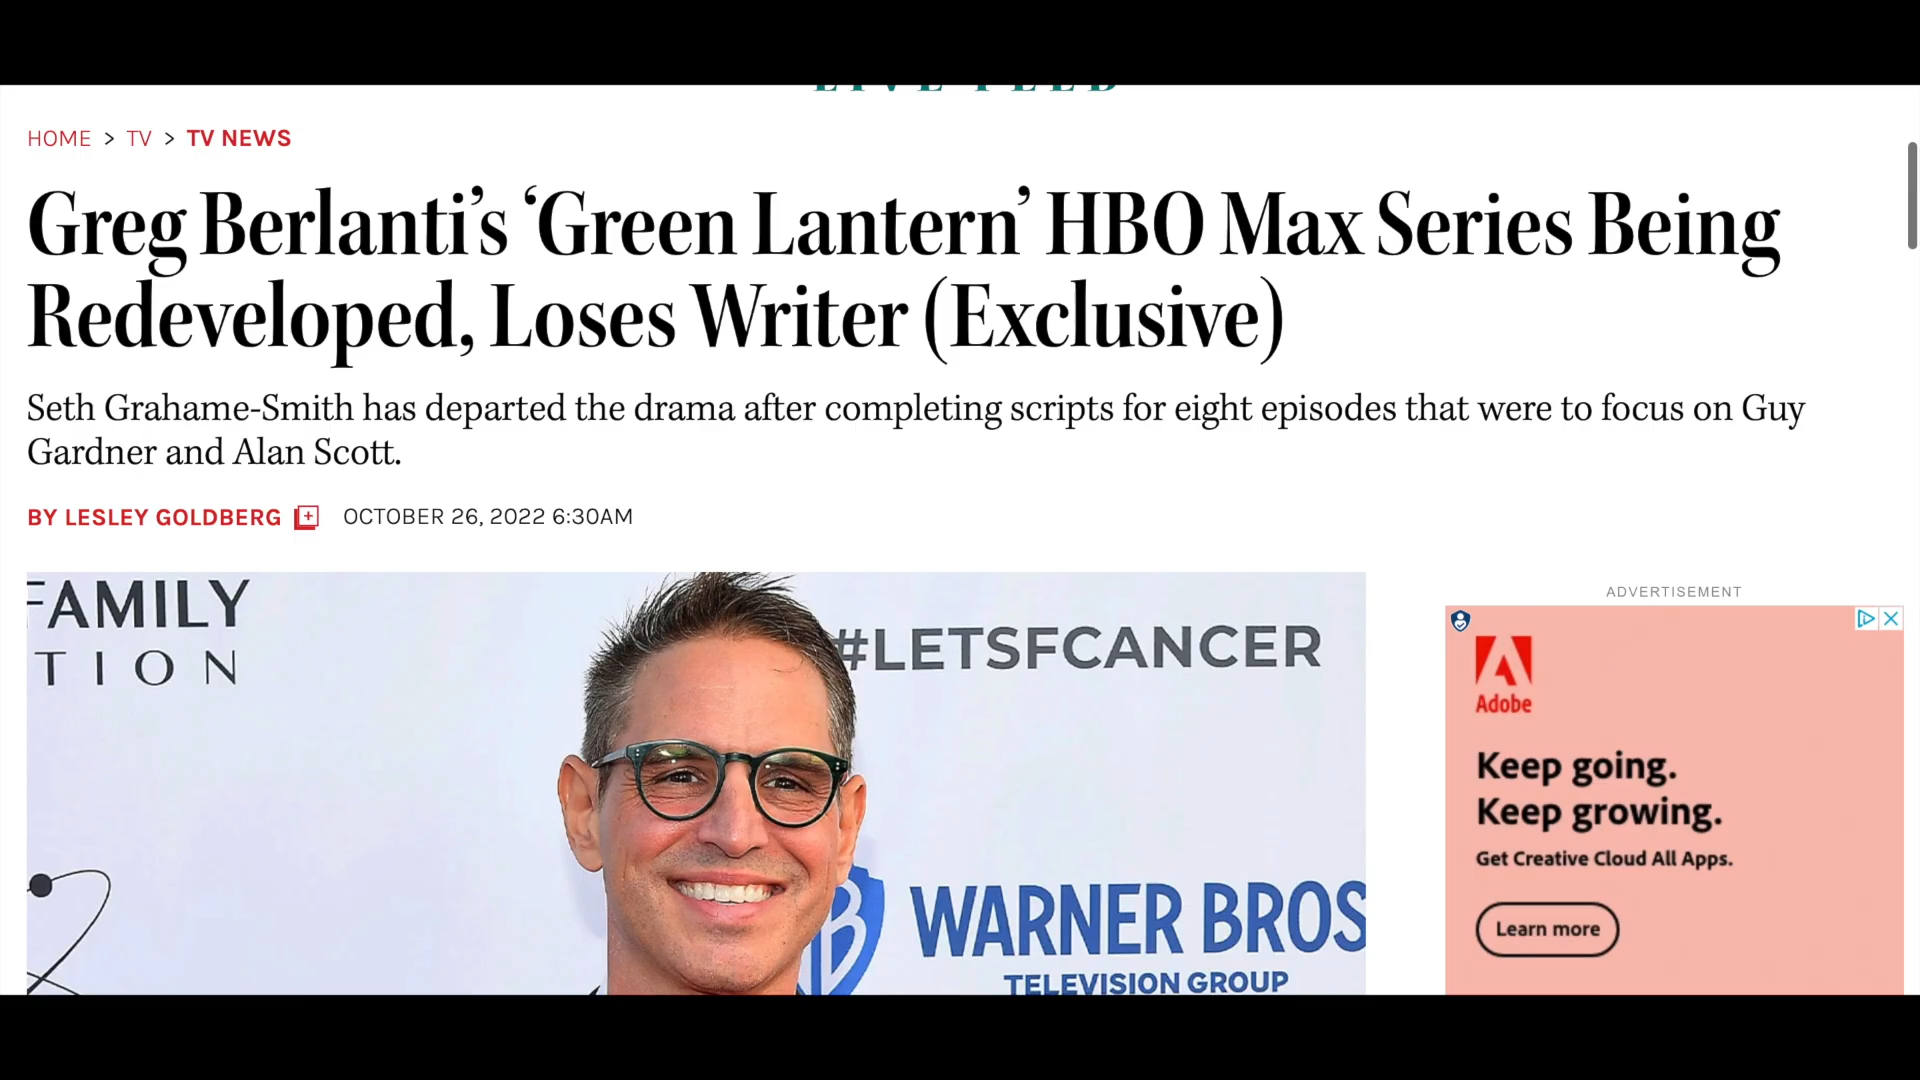 LIVE FEED
HOME > TV > TV NEWS
Greg Berlanti’s ‘Green Lantern’ HBO Max Series Being
Redeveloped, Loses Writer (Exclusive)
Seth Grahame-Smith has departed the drama after completing scripts for eight episodes that were to focus on Guy
Gardner and Alan Scott.
BY LESLEY GOLDBERG
OCTOBER 26, 2022 6:30AM
FAMILY
TION
#LETSFCANCER
WARNER BROS
TELEVISION GROUP
ADVERTISEMENT
Adobe
Keep going.
Keep growing.
Get Creative Cloud All Apps.
Learn more